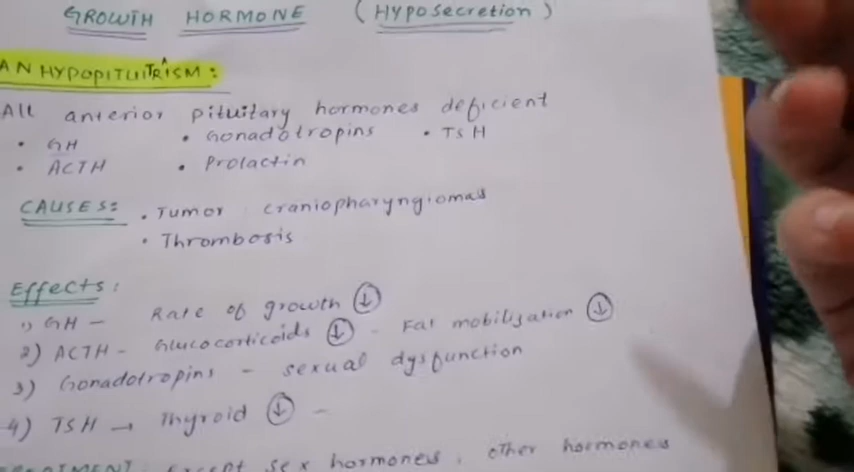 GROWTH HORMONE (Hyposecretion)
AN HYPOPITUITRISM:
All anterior pituitary hormones deficient
• GH • Gonadotropins • TSH
• ACTH • Prolactin
CAUSES: • Tumor craniopharyngiomas
• Thrombosis
Effects:
1) GH - Rate of growth ↓
2) ACTH - Glucocorticoids ↓ - Fat mobilization ↓
3) Gonadotropins - sexual dysfunction
4) TSH → Thyroid ↓ -
Except sex hormones, other hormones